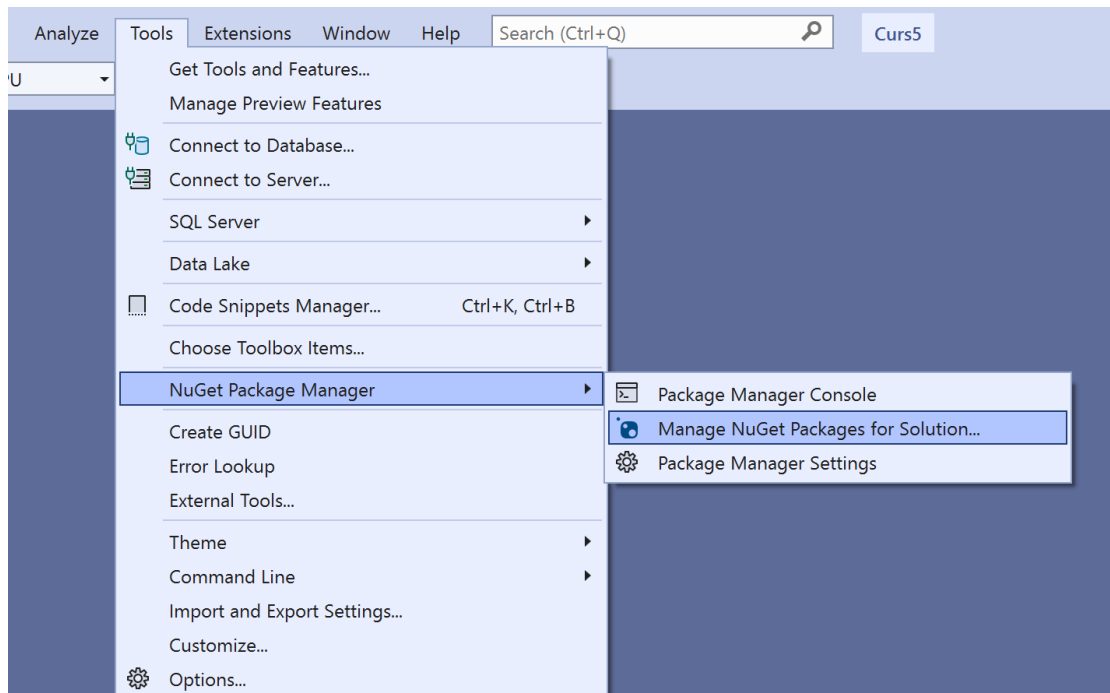 Analyze Tools Extensions Window Help Search (Ctrl+Q) Curs5
PU
Get Tools and Features...
Manage Preview Features
Connect to Database...
Connect to Server...
SQL Server
Data Lake
Code Snippets Manager... Ctrl+K, Ctrl+B
Choose Toolbox Items...
NuGet Package Manager
Package Manager Console
Manage NuGet Packages for Solution...
Package Manager Settings
Create GUID
Error Lookup
External Tools...
Theme
Command Line
Import and Export Settings...
Customize...
Options...